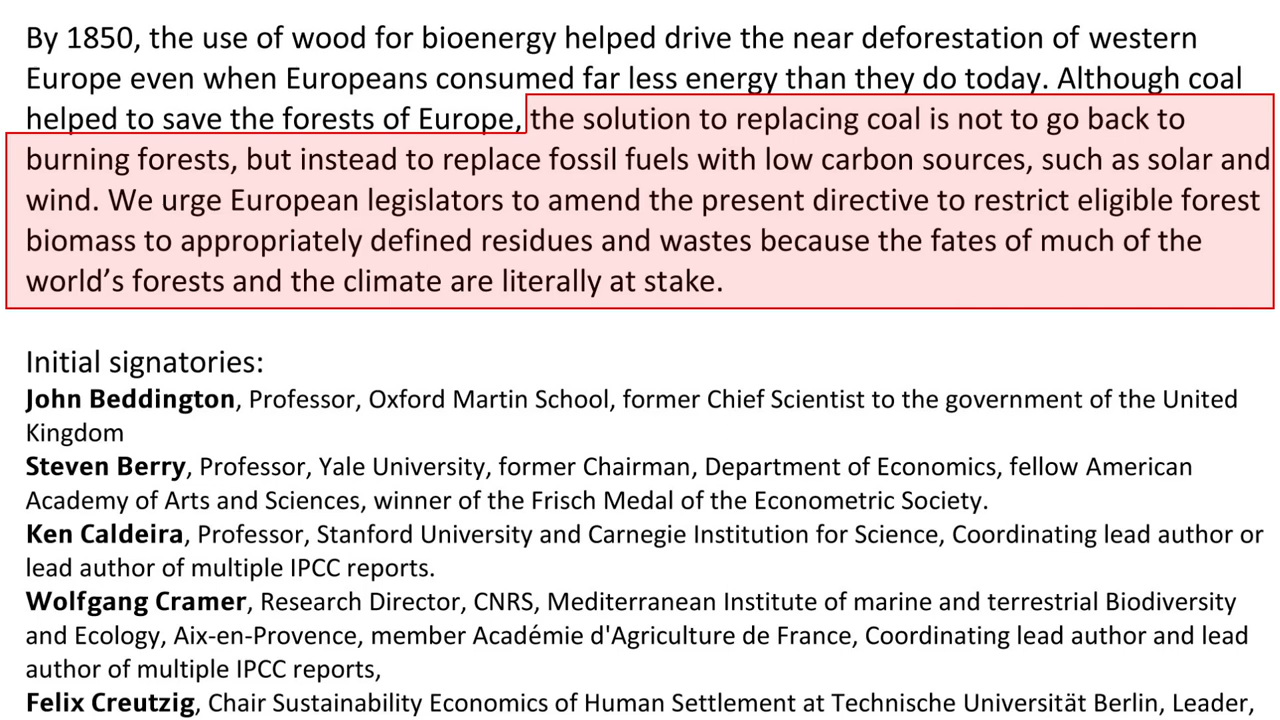 By 1850, the use of wood for bioenergy helped drive the near deforestation of western
Europe even when Europeans consumed far less energy than they do today. Although coal
helped to save the forests of Europe, the solution to replacing coal is not to go back to
burning forests, but instead to replace fossil fuels with low carbon sources, such as solar and
wind. We urge European legislators to amend the present directive to restrict eligible forest
biomass to appropriately defined residues and wastes because the fates of much of the
world’s forests and the climate are literally at stake.
Initial signatories:
John Beddington, Professor, Oxford Martin School, former Chief Scientist to the government of the United
Kingdom
Steven Berry, Professor, Yale University, former Chairman, Department of Economics, fellow American
Academy of Arts and Sciences, winner of the Frisch Medal of the Econometric Society.
Ken Caldeira, Professor, Stanford University and Carnegie Institution for Science, Coordinating lead author or
lead author of multiple IPCC reports.
Wolfgang Cramer, Research Director, CNRS, Mediterranean Institute of marine and terrestrial Biodiversity
and Ecology, Aix-en-Provence, member Académie d'Agriculture de France, Coordinating lead author and lead
author of multiple IPCC reports,
Felix Creutzig, Chair Sustainability Economics of Human Settlement at Technische Universität Berlin, Leader,